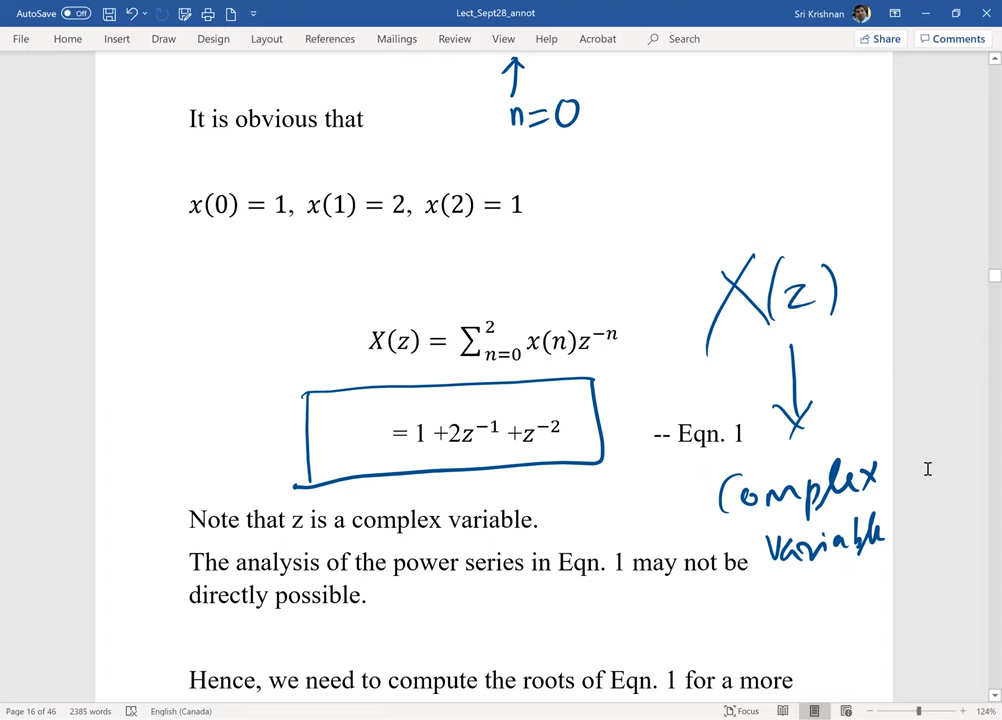 AutoSave Off Lect_Sept28_annot Sri Krishnan
File Home Insert Draw Design Layout References Mailings Review View Help Acrobat Search Share Comments
n=0
It is obvious that
x(0) = 1, x(1) = 2, x(2) = 1
X(z)
X(z) = ∑²ₙ₌₀ x(n)z⁻ⁿ
= 1 +2z⁻¹ +z⁻² -- Eqn. 1
Complex
variable
Note that z is a complex variable.
The analysis of the power series in Eqn. 1 may not be
directly possible.
Hence, we need to compute the roots of Eqn. 1 for a more
Page 16 of 46 2385 words English (Canada) Focus 124%